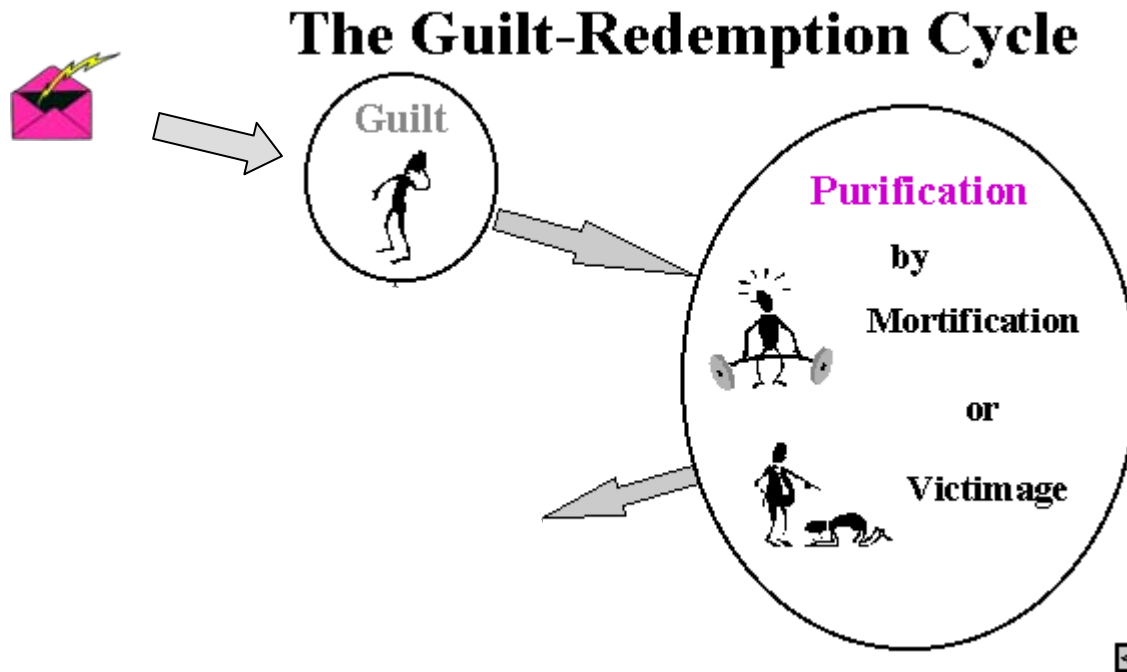 The Guilt-Redemption Cycle
Guilt
Purification
by
Mortification
or
Victimage